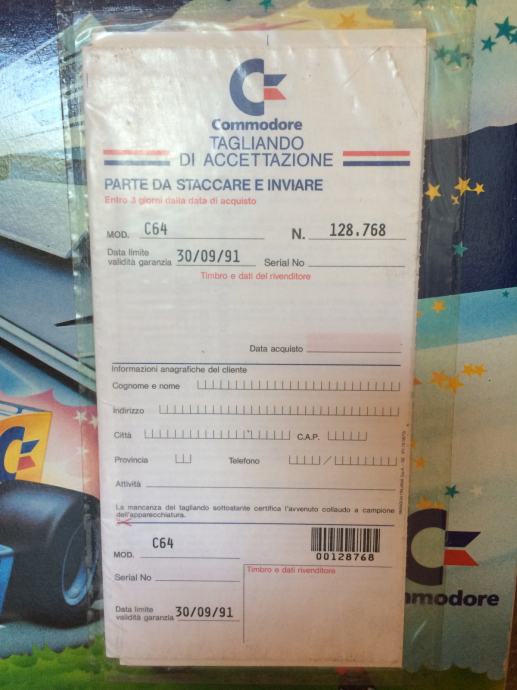 Commodore
TAGLIANDO
DI ACCETTAZIONE
PARTE DA STACCARE E INVIARE
Entro 3 giorni dalla data di acquisto
MOD. C64 N. 128.768
Data limite
validità garanzia 30/09/91 Serial No
Timbro e dati del rivenditore
Data acquisto
Informazioni anagrafiche del cliente
Cognome e nome
Indirizzo
Città C.A.P.
Provincia Telefono /
Attività
La mancanza del tagliando sottostante certifica l'avvenuto collaudo a campione
dell'apparecchiatura.
MOD. C64
00128768
Serial No
Timbro e dati rivenditore
Data limite
validità garanzia 30/09/91
mmodore